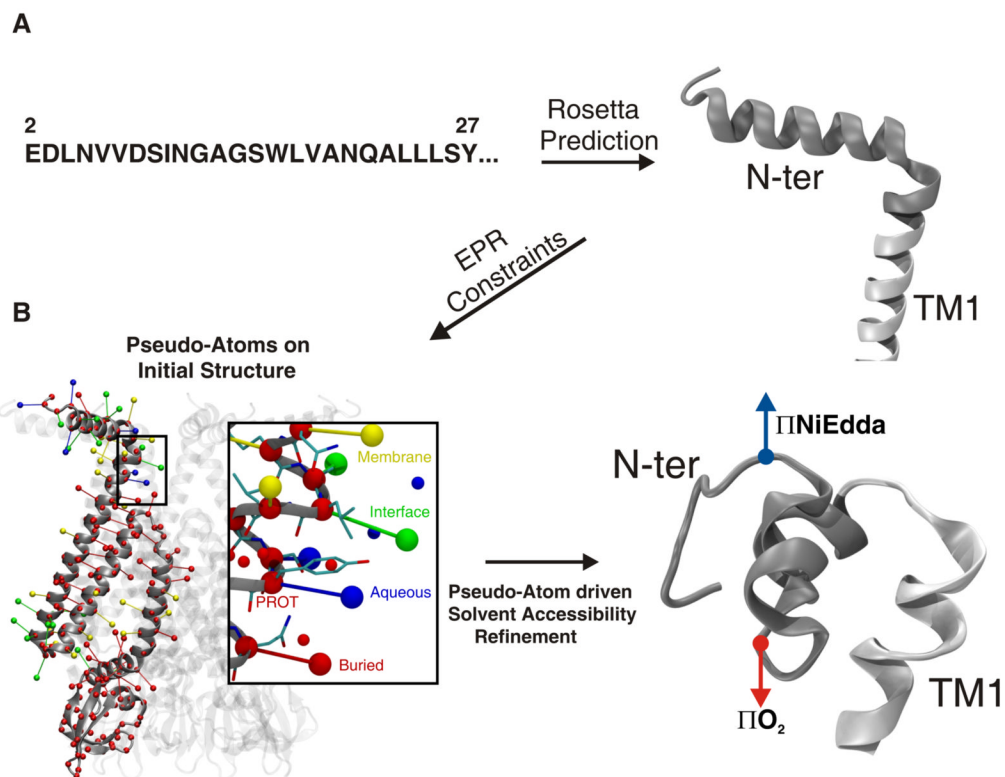 A
2 27
EDLNVVDSINGAGSWLVANQALLLSY...
Rosetta
Prediction
N-ter
TM1
EPR
Constraints
B
Pseudo-Atoms on
Initial Structure
Membrane
Interface
Aqueous
PROT
Buried
Pseudo-Atom driven
Solvent Accessibility
Refinement
ΠNiEdda
N-ter
TM1
ΠO₂